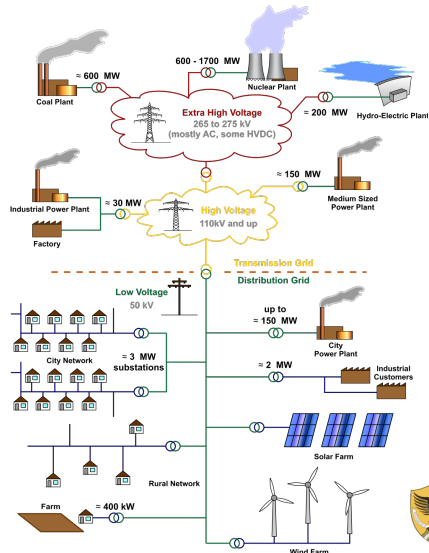 600 - 1700 MW
≈ 600 MW
Nuclear Plant
Coal Plant
Extra High Voltage
265 to 275 kV
(mostly AC, some HVDC)
≈ 200 MW
Hydro-Electric Plant
≈ 150 MW
≈ 30 MW
Industrial Power Plant
High Voltage
110kV and up
Medium Sized
Power Plant
Factory
Transmission Grid
Distribution Grid
Low Voltage
50 kV
up to
≈ 150 MW
City
Power Plant
City Network
≈ 3 MW
substations
≈ 2 MW
Industrial
Customers
Solar Farm
Rural Network
Farm
≈ 400 kW
Wind Farm